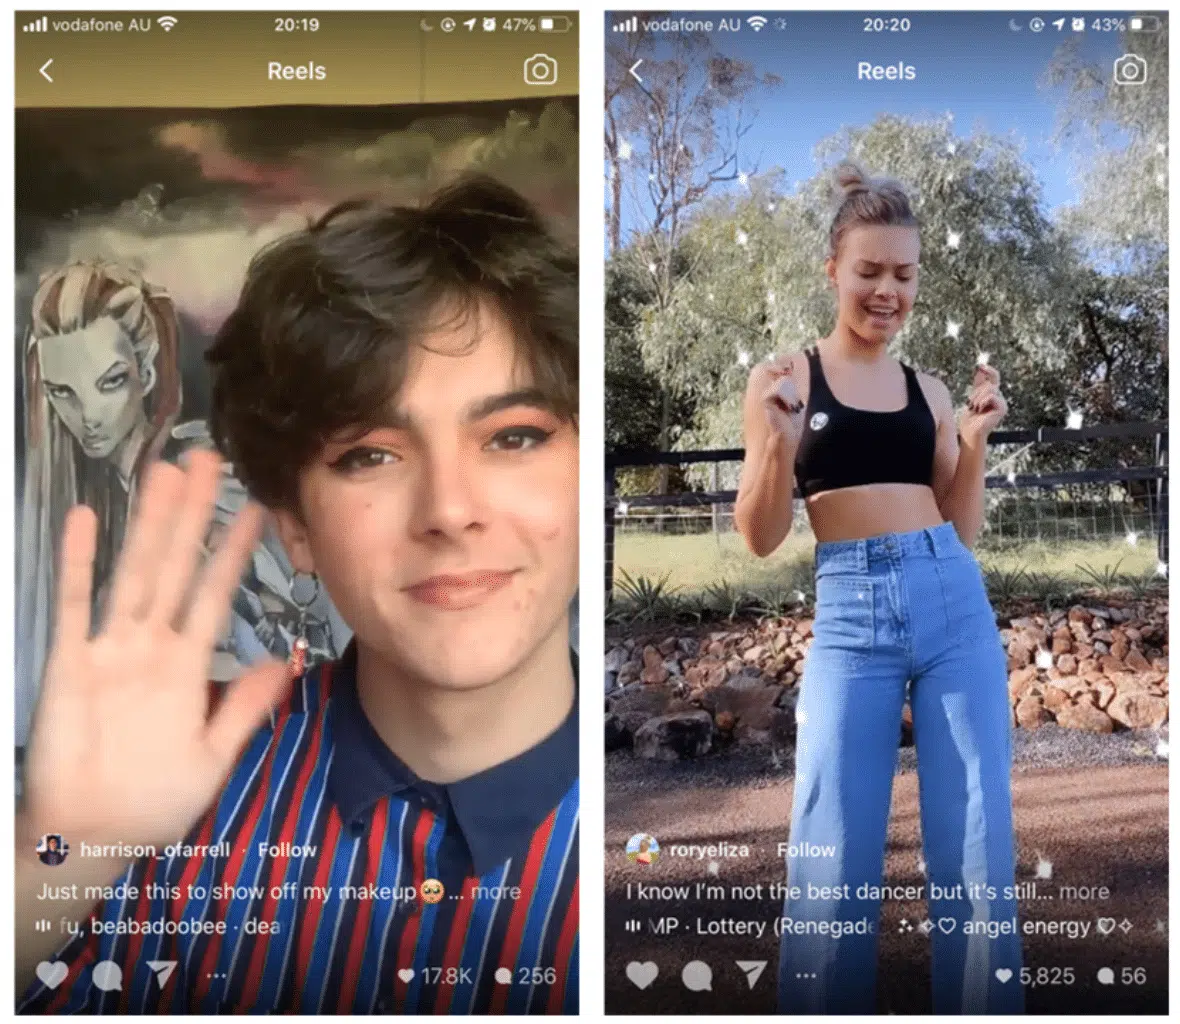 vodafone AU 20:19 47%
Reels
harrison_ofarrell · Follow
Just made this to show off my makeup🥺... more
fu, beabadoobee · dea
17.8K 256
vodafone AU 20:20 43%
Reels
roryeliza · Follow
I know I'm not the best dancer but it's still... more
MP · Lottery (Renegade angel energy
5,825 56